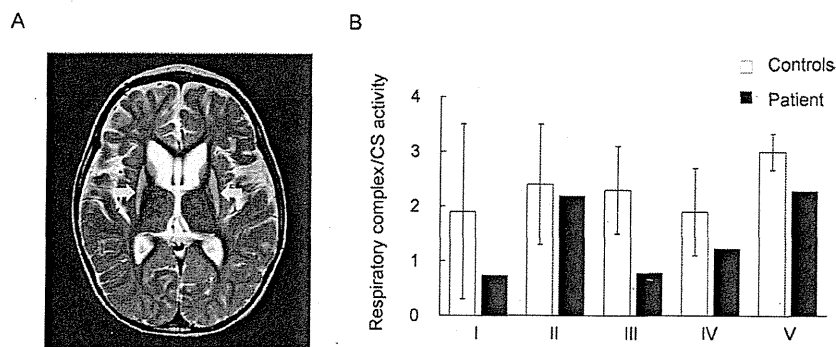 A
B
Controls
Patient
Respiratory complex/CS activity
4
3
2
1
0
I
II
III
IV
V